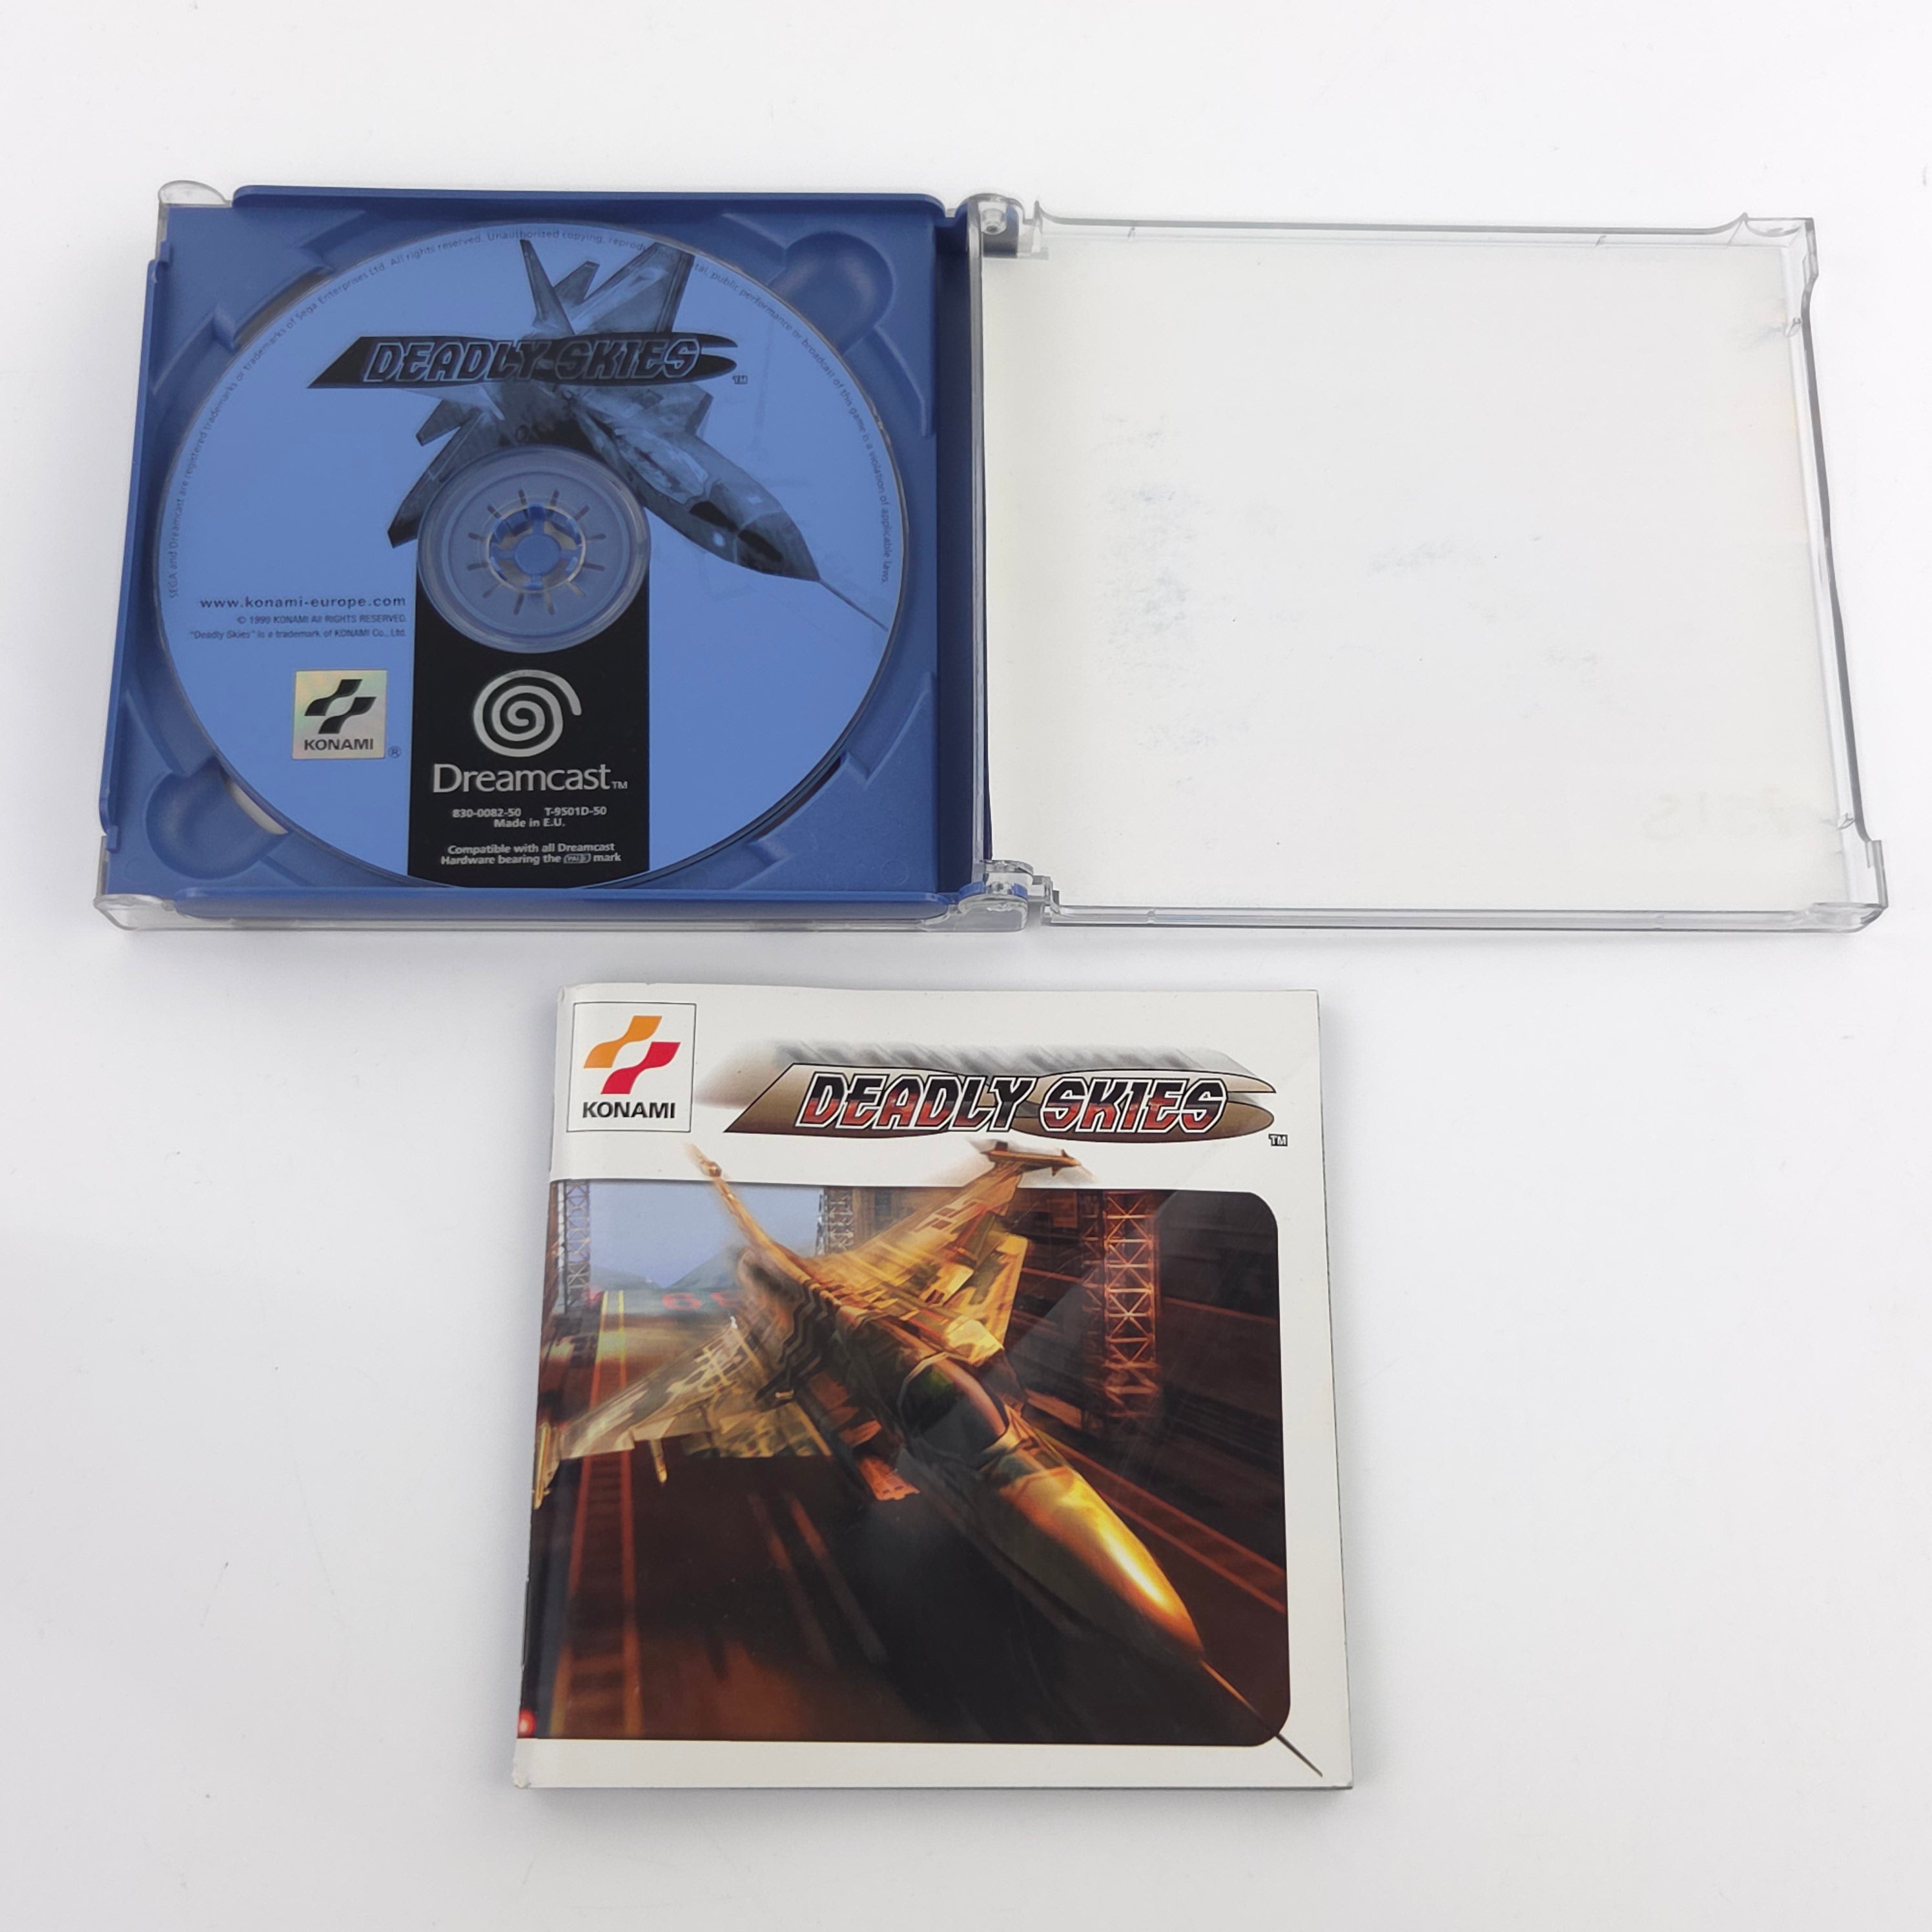 SEGA and Dreamcast are registered trademarks or trademarks of Sega Enterprises Ltd. All rights reserved. Unauthorized copying, reprod
tal, public performance or broadcast of this game is a violation of applicable laws.
DEADLY SKIES TM
www.konami-europe.com
© 1999 KONAMI All RIGHTS RESERVED.
"Deadly Skies" is a trademark of KONAMI Co., Ltd.
KONAMI ®
Dreamcast TM
830-0082-50 T-9501D-50
Made in E.U.
Compatible with all Dreamcast
Hardware bearing the PAL/E mark
KONAMI
DEADLY SKIES TM